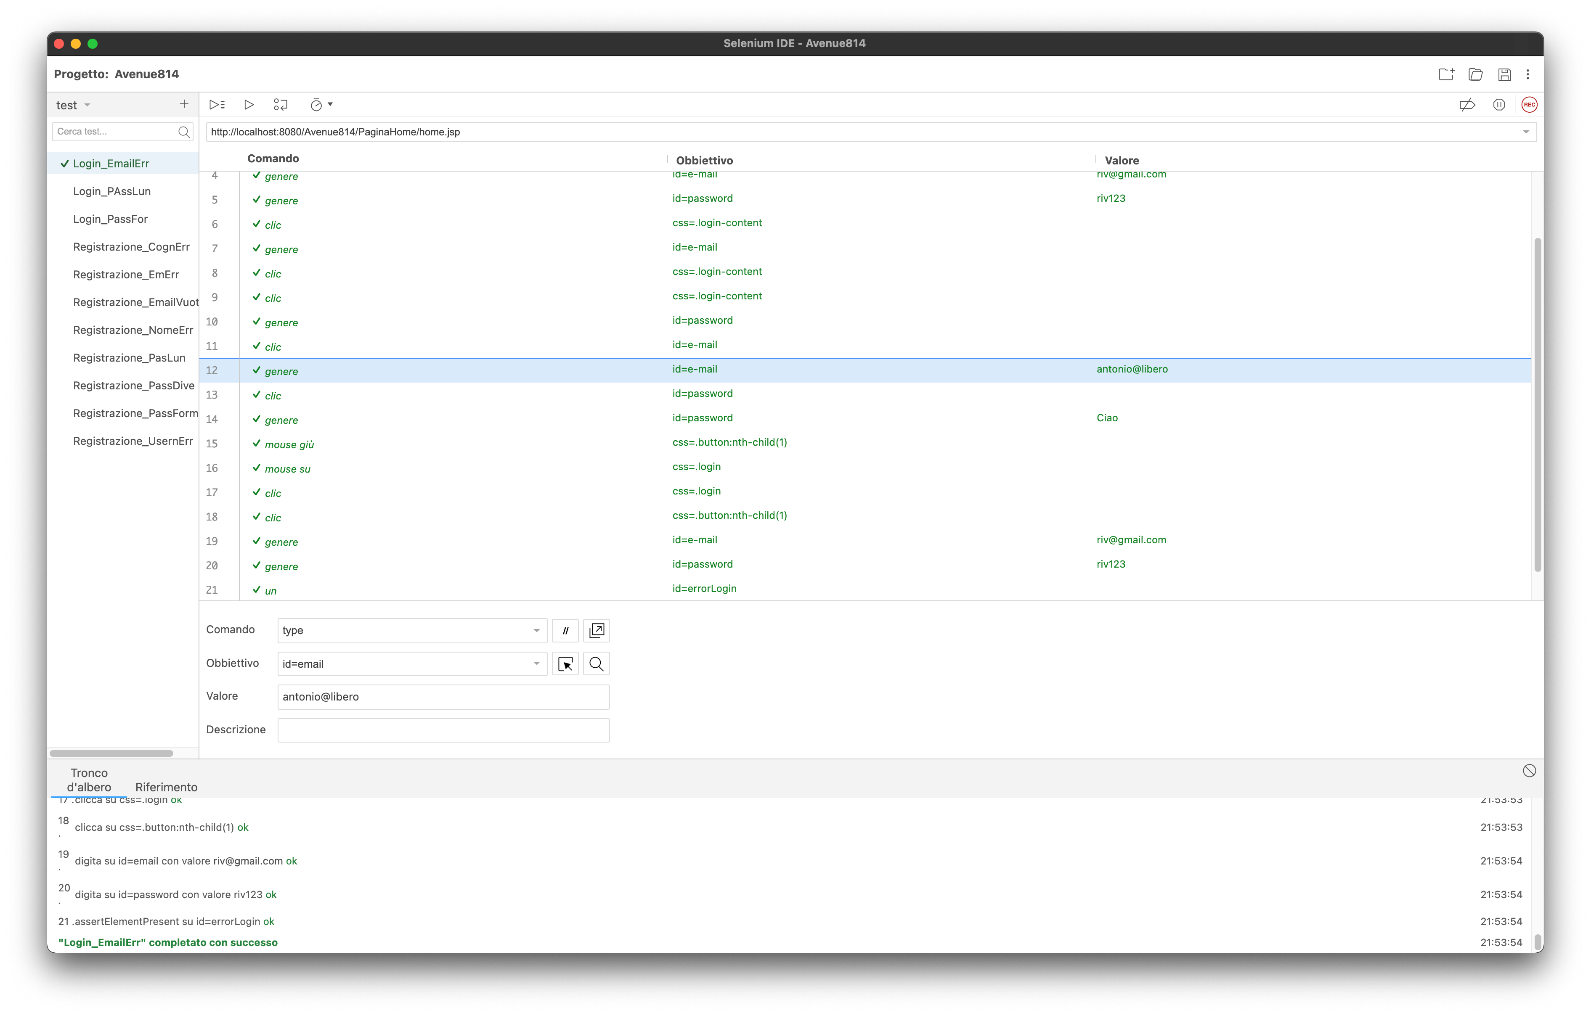 Selenium IDE - Avenue814
Progetto: Avenue814
test
Cerca test...
Login_EmailErr
Login_PAssLun
Login_PassFor
Registrazione_CognErr
Registrazione_EmErr
Registrazione_EmailVuot
Registrazione_NomeErr
Registrazione_PasLun
Registrazione_PassDive
Registrazione_PassForm
Registrazione_UsernErr
REC
http://localhost:8080/Avenue814/PaginaHome/home.jsp
Comando Obbiettivo Valore
4 genere id=e-mail riv@gmail.com
5 genere id=password riv123
6 clic css=.login-content
7 genere id=e-mail
8 clic css=.login-content
9 clic css=.login-content
10 genere id=password
11 clic id=e-mail
12 genere id=e-mail antonio@libero
13 clic id=password
14 genere id=password Ciao
15 mouse giù css=.button:nth-child(1)
16 mouse su css=.login
17 clic css=.login
18 clic css=.button:nth-child(1)
19 genere id=e-mail riv@gmail.com
20 genere id=password riv123
21 un id=errorLogin
Comando type //
Obbiettivo id=email
Valore antonio@libero
Descrizione
Tronco
d'albero Riferimento
17 .clicca su css=.login ok 21:53:53
18 . clicca su css=.button:nth-child(1) ok 21:53:53
19 . digita su id=email con valore riv@gmail.com ok 21:53:54
20 . digita su id=password con valore riv123 ok 21:53:54
21 .assertElementPresent su id=errorLogin ok 21:53:54
"Login_EmailErr" completato con successo 21:53:54